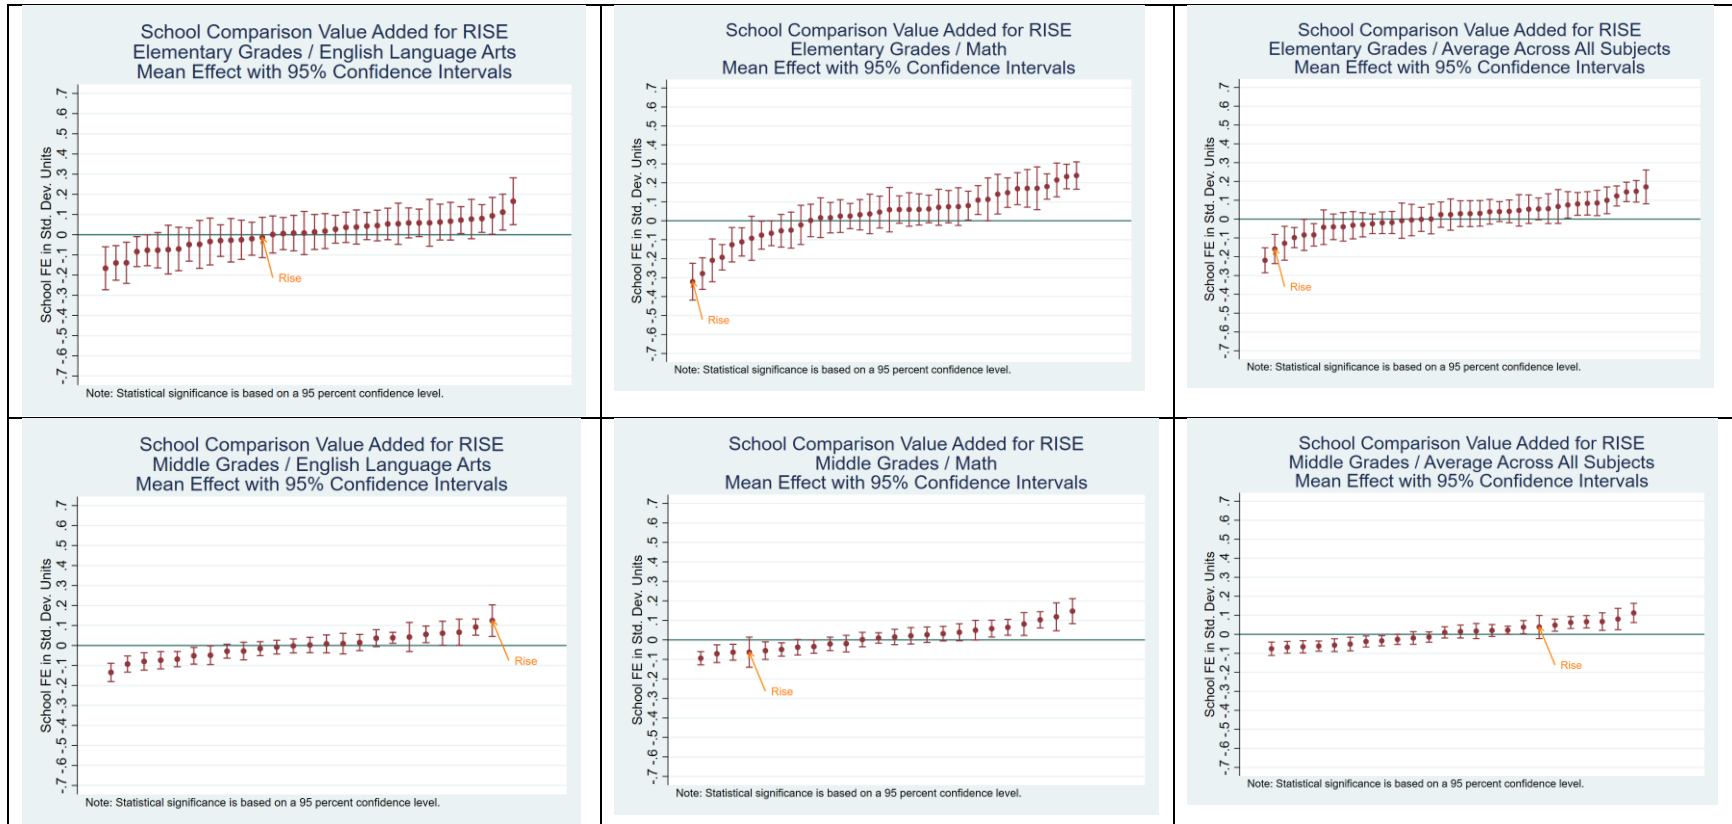 School Comparison Value Added for RISE
Elementary Grades / English Language Arts
Mean Effect with 95% Confidence Intervals
School FE in Std. Dev. Units
.7
.6
.5
.4
.3
.2
.1
0
-.1
-.2
-.3
-.4
-.5
-.6
-.7
Rise
Note: Statistical significance is based on a 95 percent confidence level.
School Comparison Value Added for RISE
Elementary Grades / Math
Mean Effect with 95% Confidence Intervals
School FE in Std. Dev. Units
.7
.6
.5
.4
.3
.2
.1
0
-.1
-.2
-.3
-.4
-.5
-.6
-.7
Rise
Note: Statistical significance is based on a 95 percent confidence level.
School Comparison Value Added for RISE
Elementary Grades / Average Across All Subjects
Mean Effect with 95% Confidence Intervals
School FE in Std. Dev. Units
.7
.6
.5
.4
.3
.2
.1
0
-.1
-.2
-.3
-.4
-.5
-.6
-.7
Rise
Note: Statistical significance is based on a 95 percent confidence level.
School Comparison Value Added for RISE
Middle Grades / English Language Arts
Mean Effect with 95% Confidence Intervals
School FE in Std. Dev. Units
.7
.6
.5
.4
.3
.2
.1
0
-.1
-.2
-.3
-.4
-.5
-.6
-.7
Rise
Note: Statistical significance is based on a 95 percent confidence level.
School Comparison Value Added for RISE
Middle Grades / Math
Mean Effect with 95% Confidence Intervals
School FE in Std. Dev. Units
.7
.6
.5
.4
.3
.2
.1
0
-.1
-.2
-.3
-.4
-.5
-.6
-.7
Rise
Note: Statistical significance is based on a 95 percent confidence level.
School Comparison Value Added for RISE
Middle Grades / Average Across All Subjects
Mean Effect with 95% Confidence Intervals
School FE in Std. Dev. Units
.7
.6
.5
.4
.3
.2
.1
0
-.1
-.2
-.3
-.4
-.5
-.6
-.7
Rise
Note: Statistical significance is based on a 95 percent confidence level.